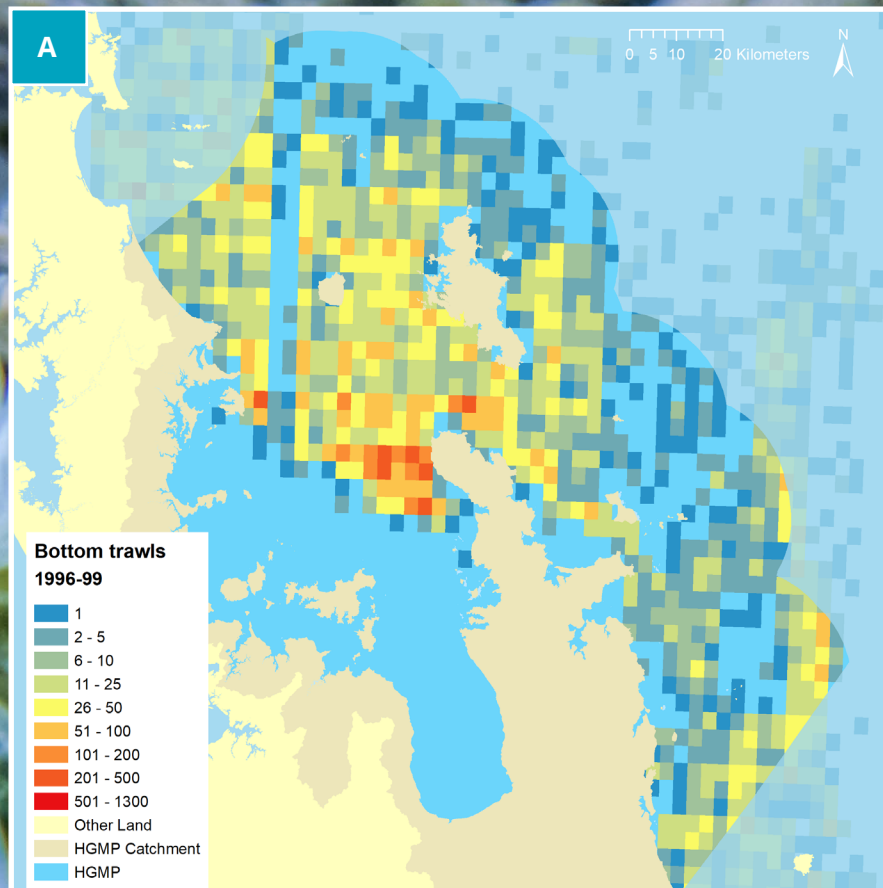 A
N
0 5 10 20 Kilometers
Bottom trawls
1996-99
1
2 - 5
6 - 10
11 - 25
26 - 50
51 - 100
101 - 200
201 - 500
501 - 1300
Other Land
HGMP Catchment
HGMP